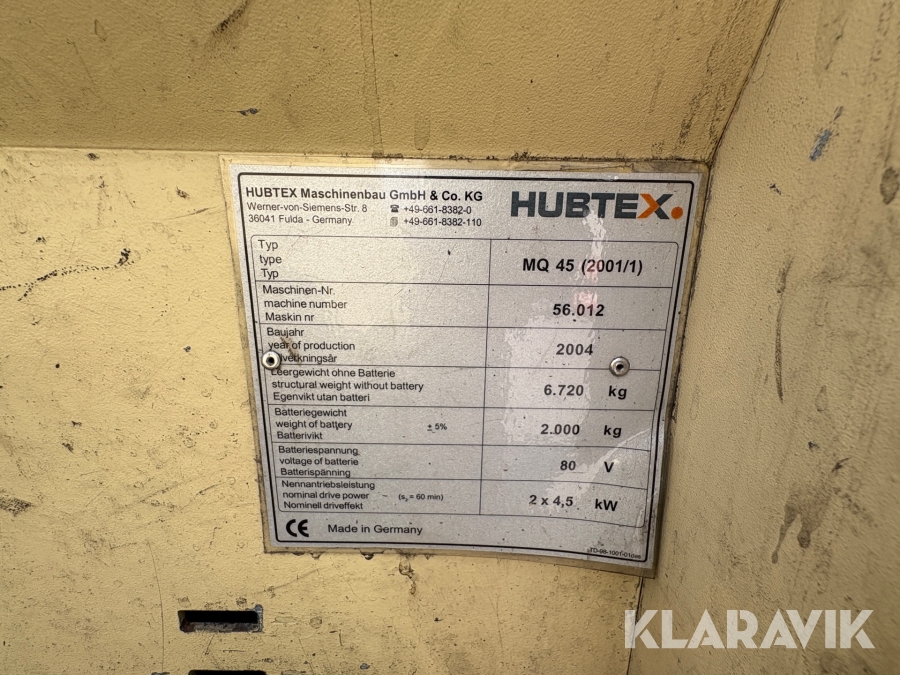 HUBTEX Maschinenbau GmbH & Co. KG
Werner-von-Siemens-Str. 8 ☎ +49-661-8382-0
36041 Fulda - Germany +49-661-8382-110
HUBTEX.
Typ
type
Typ
MQ 45 (2001/1)
Maschinen-Nr.
machine number
Maskin nr
56.012
Baujahr
year of production
2004
Leergewicht ohne Batterie
structural weight without battery
Egenvikt utan batteri
6.720 kg
Batteriegewicht
weight of battery ± 5%
Batterivikt
2.000 kg
Batteriespannung
voltage of batterie
Batterispänning
80 V
Nennantriebsleistung
nominal drive power (s₂ = 60 min)
Nominell driveffekt
2 x 4,5 kW
CE Made in Germany
KLARAVIK